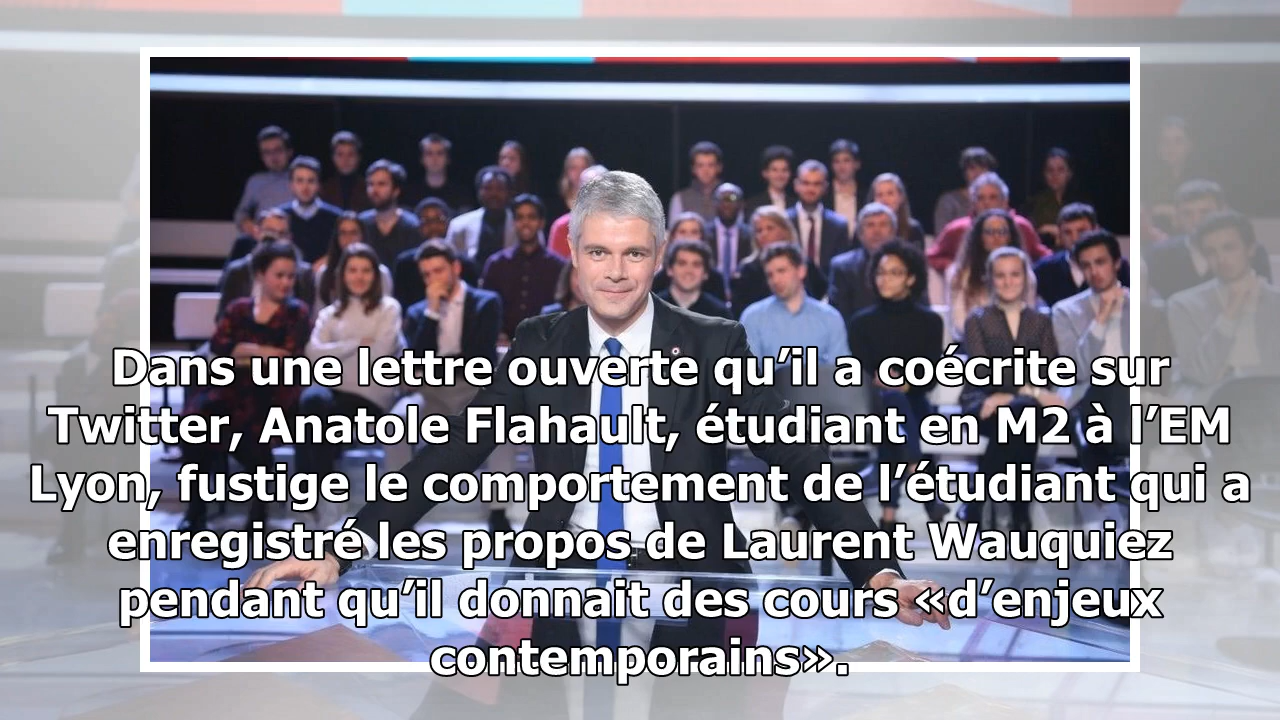 Dans une lettre ouverte qu’il a coécrite sur
Twitter, Anatole Flahault, étudiant en M2 à l’EM
Lyon, fustige le comportement de l’étudiant qui a
enregistré les propos de Laurent Wauquiez
pendant qu’il donnait des cours «d’enjeux
contemporains».